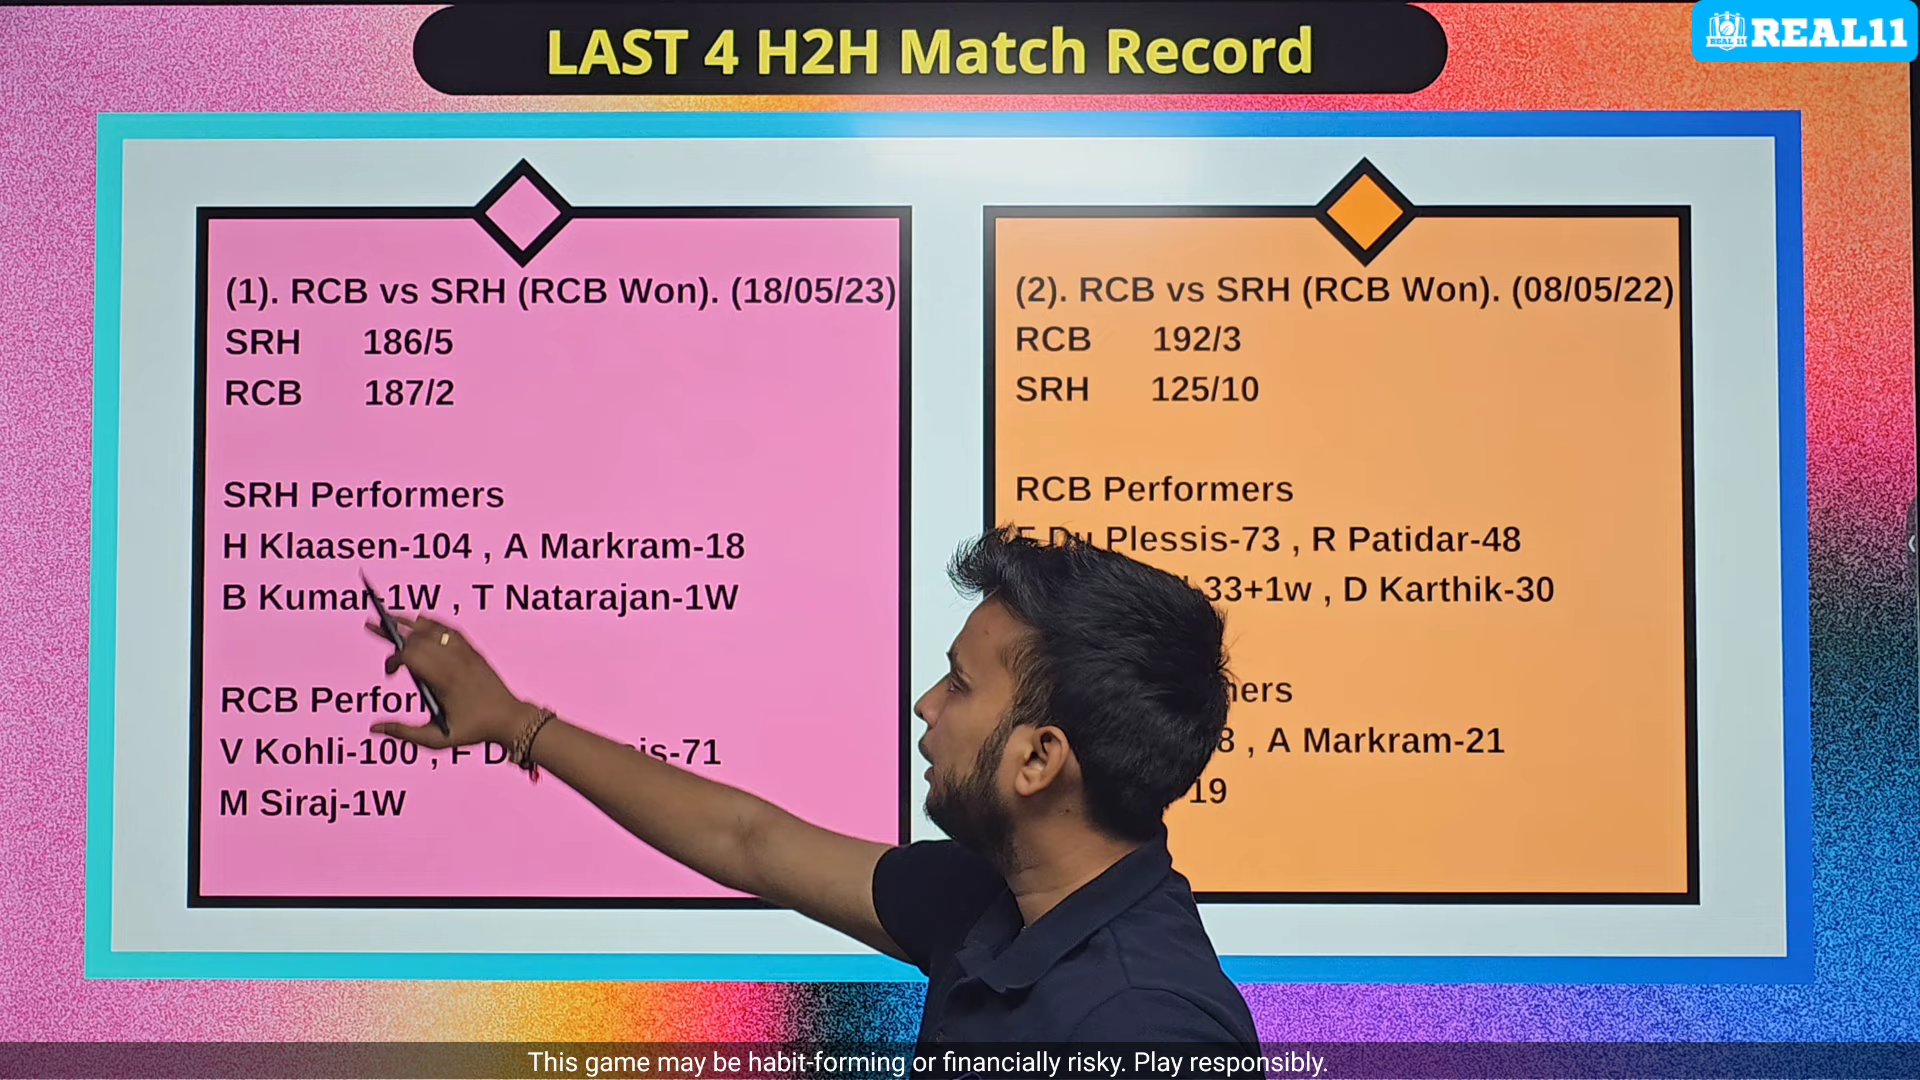 LAST 4 H2H Match Record
REAL11
REAL 11
(1). RCB vs SRH (RCB Won). (18/05/23)
SRH 186/5
RCB 187/2
SRH Performers
H Klaasen-104 , A Markram-18
B Kumar-1W , T Natarajan-1W
RCB
V Kohli-100 , F -71
M Siraj-1W
(2). RCB vs SRH (RCB Won). (08/05/22)
RCB 192/3
SRH 125/10
RCB Performers
Du Plessis-73 , R Patidar-48
33+1w , D Karthik-30
8 , A Markram-21
19
This game may be habit-forming or financially risky. Play responsibly.